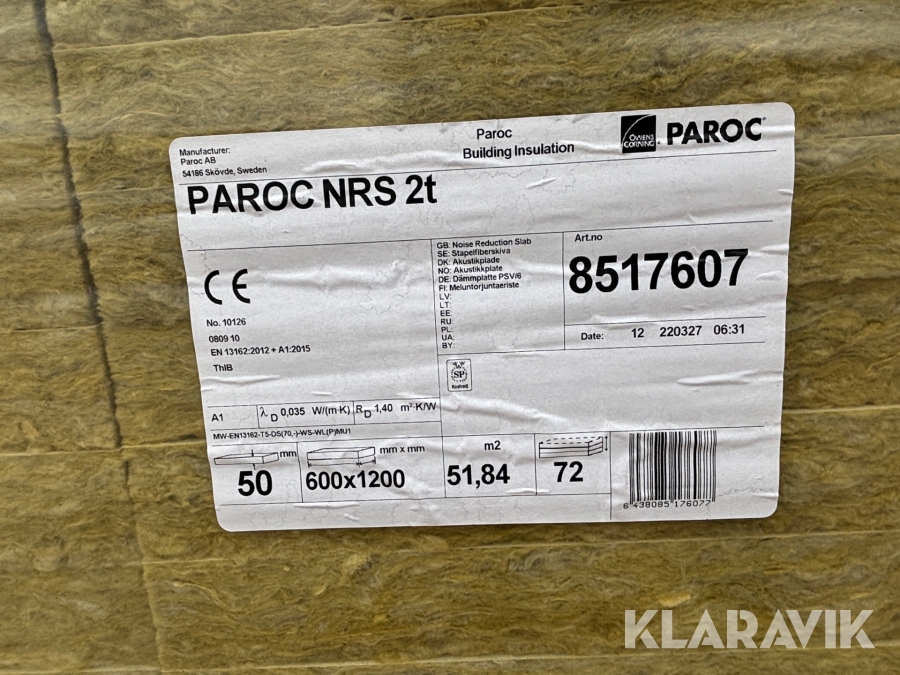 Manufacturer:
Paroc AB
54186 Skövde, Sweden
Paroc
Building Insulation
OWENS
CORNING
PAROC
PAROC NRS 2t
CE
No. 10126
0809 10
EN 13162:2012 + A1:2015
ThIB
GB: Noise Reduction Slab
SE: Stapelfiberskiva
DK: Akustikplade
NO: Akustikkplate
DE: Dämmplatte PSV/6
FI: Meluntorjuntaeriste
LV:
LT:
EE:
RU:
PL:
UA:
BY:
Art.no
8517607
Date: 12 220327 06:31
SP
A1 λD 0,035 W/(m·K) RD 1,40 m²·K/W
MW-EN13162-T5-DS(70,-)-WS-WL(P)MU1
mm
50
mm x mm
600x1200
m2
51,84
72
6 438085 176077
KLARAVIK